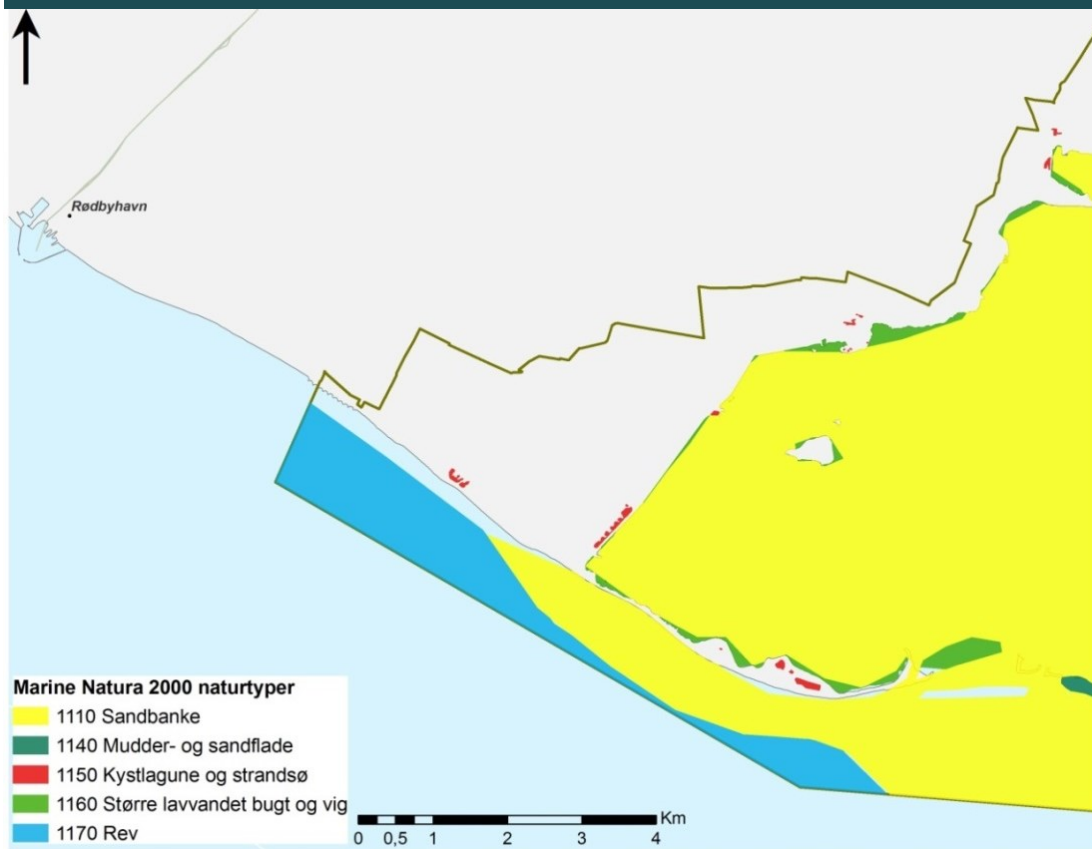 Rødbyhavn
Marine Natura 2000 naturtyper
1110 Sandbanke
1140 Mudder- og sandflade
1150 Kystlagune og strandsø
1160 Større lavvandet bugt og vig
1170 Rev
Km
0 0,5 1 2 3 4